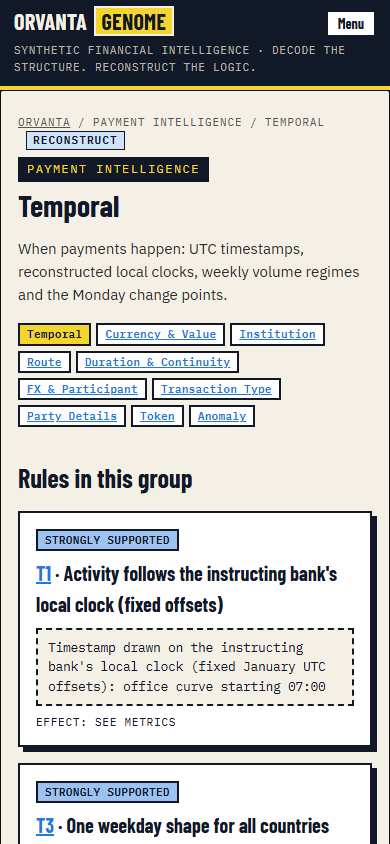 ORVANTA GENOME
Menu
SYNTHETIC FINANCIAL INTELLIGENCE · DECODE THE
STRUCTURE. RECONSTRUCT THE LOGIC.
ORVANTA / PAYMENT INTELLIGENCE / TEMPORAL
RECONSTRUCT
PAYMENT INTELLIGENCE
Temporal
When payments happen: UTC timestamps,
reconstructed local clocks, weekly volume regimes
and the Monday change points.
Temporal Currency & Value Institution
Route Duration & Continuity
FX & Participant Transaction Type
Party Details Token Anomaly
Rules in this group
STRONGLY SUPPORTED
T1 · Activity follows the instructing bank's
local clock (fixed offsets)
Timestamp drawn on the instructing
bank's local clock (fixed January UTC
offsets): office curve starting 07:00
EFFECT: SEE METRICS
STRONGLY SUPPORTED
T3 · One weekday shape for all countries